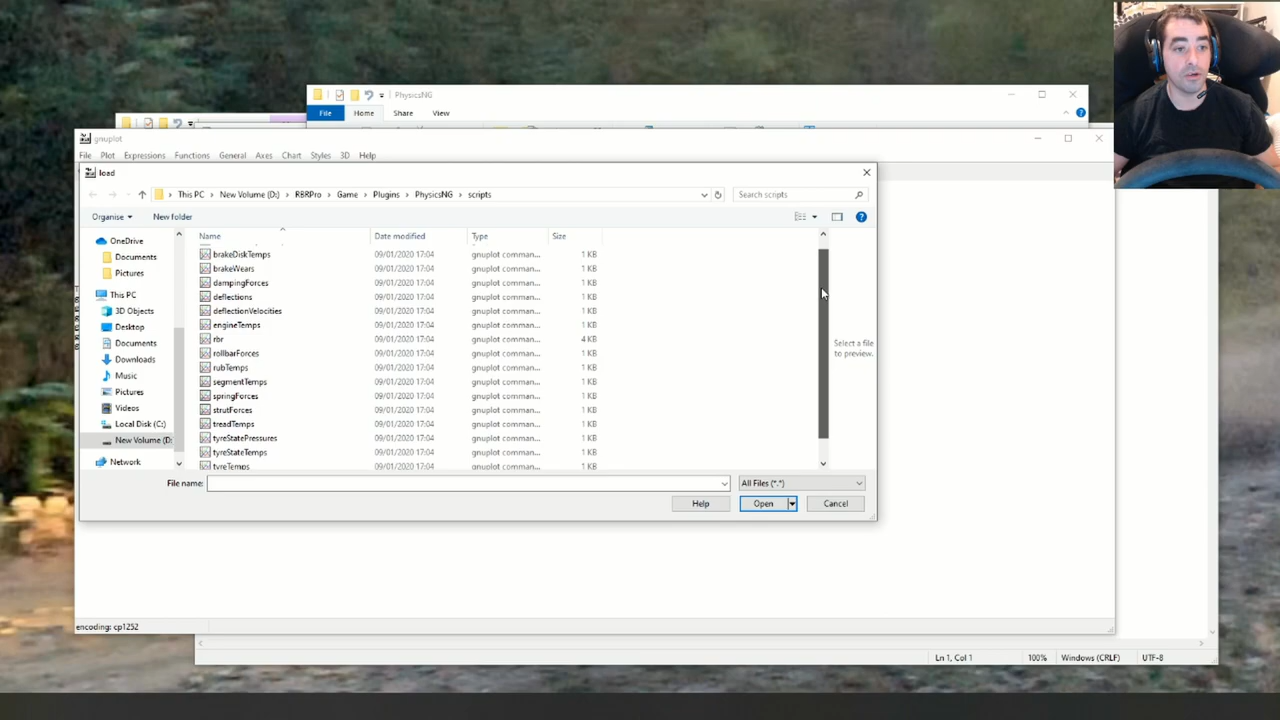 PhysicsNG
File Home Share View
gnuplot
File Plot Expressions Functions General Axes Chart Styles 3D Help
load
This PC > New Volume (D:) > RBRPro > Game > Plugins > PhysicsNG > scripts
Search scripts
Organise New folder
Name Date modified Type Size
OneDrive
Documents
Pictures
This PC
3D Objects
Desktop
Documents
Downloads
Music
Pictures
Videos
Local Disk (C:)
New Volume (D:
Network
brakeDiskTemps 09/01/2020 17:04 gnuplot comman... 1 KB
brakeWears 09/01/2020 17:04 gnuplot comman... 1 KB
dampingForces 09/01/2020 17:04 gnuplot comman... 1 KB
deflections 09/01/2020 17:04 gnuplot comman... 1 KB
deflectionVelocities 09/01/2020 17:04 gnuplot comman... 1 KB
engineTemps 09/01/2020 17:04 gnuplot comman... 1 KB
rbr 09/01/2020 17:04 gnuplot comman... 4 KB
rollbarForces 09/01/2020 17:04 gnuplot comman... 1 KB
rubTemps 09/01/2020 17:04 gnuplot comman... 1 KB
segmentTemps 09/01/2020 17:04 gnuplot comman... 1 KB
springForces 09/01/2020 17:04 gnuplot comman... 1 KB
strutForces 09/01/2020 17:04 gnuplot comman... 1 KB
treadTemps 09/01/2020 17:04 gnuplot comman... 1 KB
tyreStatePressures 09/01/2020 17:04 gnuplot comman... 1 KB
tyreStateTemps 09/01/2020 17:04 gnuplot comman... 1 KB
tyreTemps 09/01/2020 17:04 gnuplot comman... 1 KB
Select a file
to preview.
File name: All Files (*.*)
Help Open Cancel
encoding: cp1252
Ln 1, Col 1 100% Windows (CRLF) UTF-8